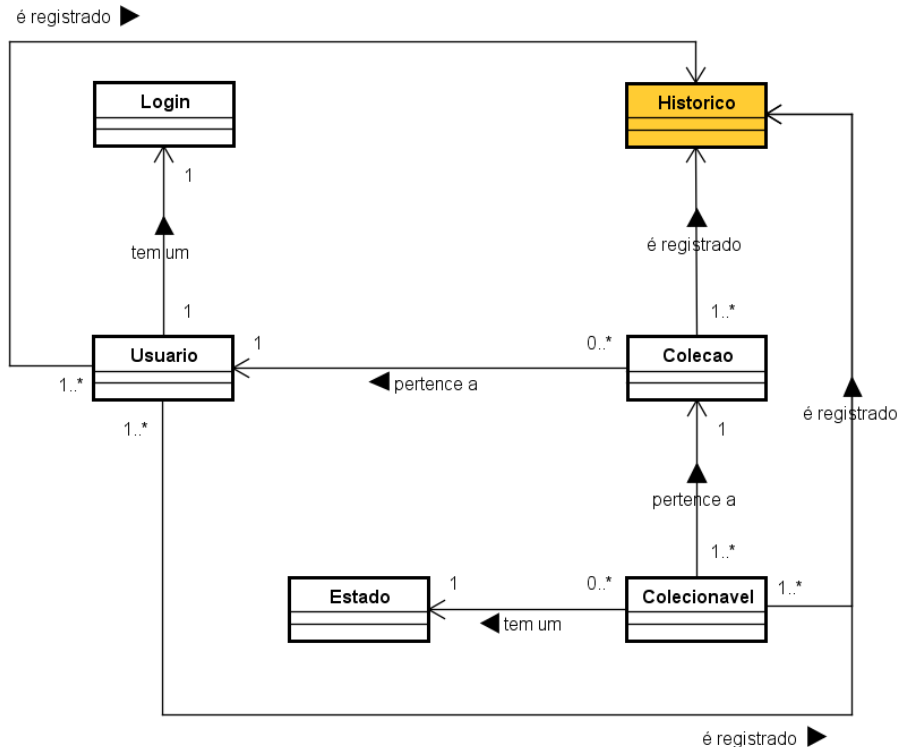 é registrado
Login
Historico
1
tem um
é registrado
1
1..*
Usuario
1
0..*
Colecao
1..*
pertence a
1..*
1
é registrado
pertence a
1..*
Estado
1
0..*
Colecionavel
1..*
tem um
é registrado